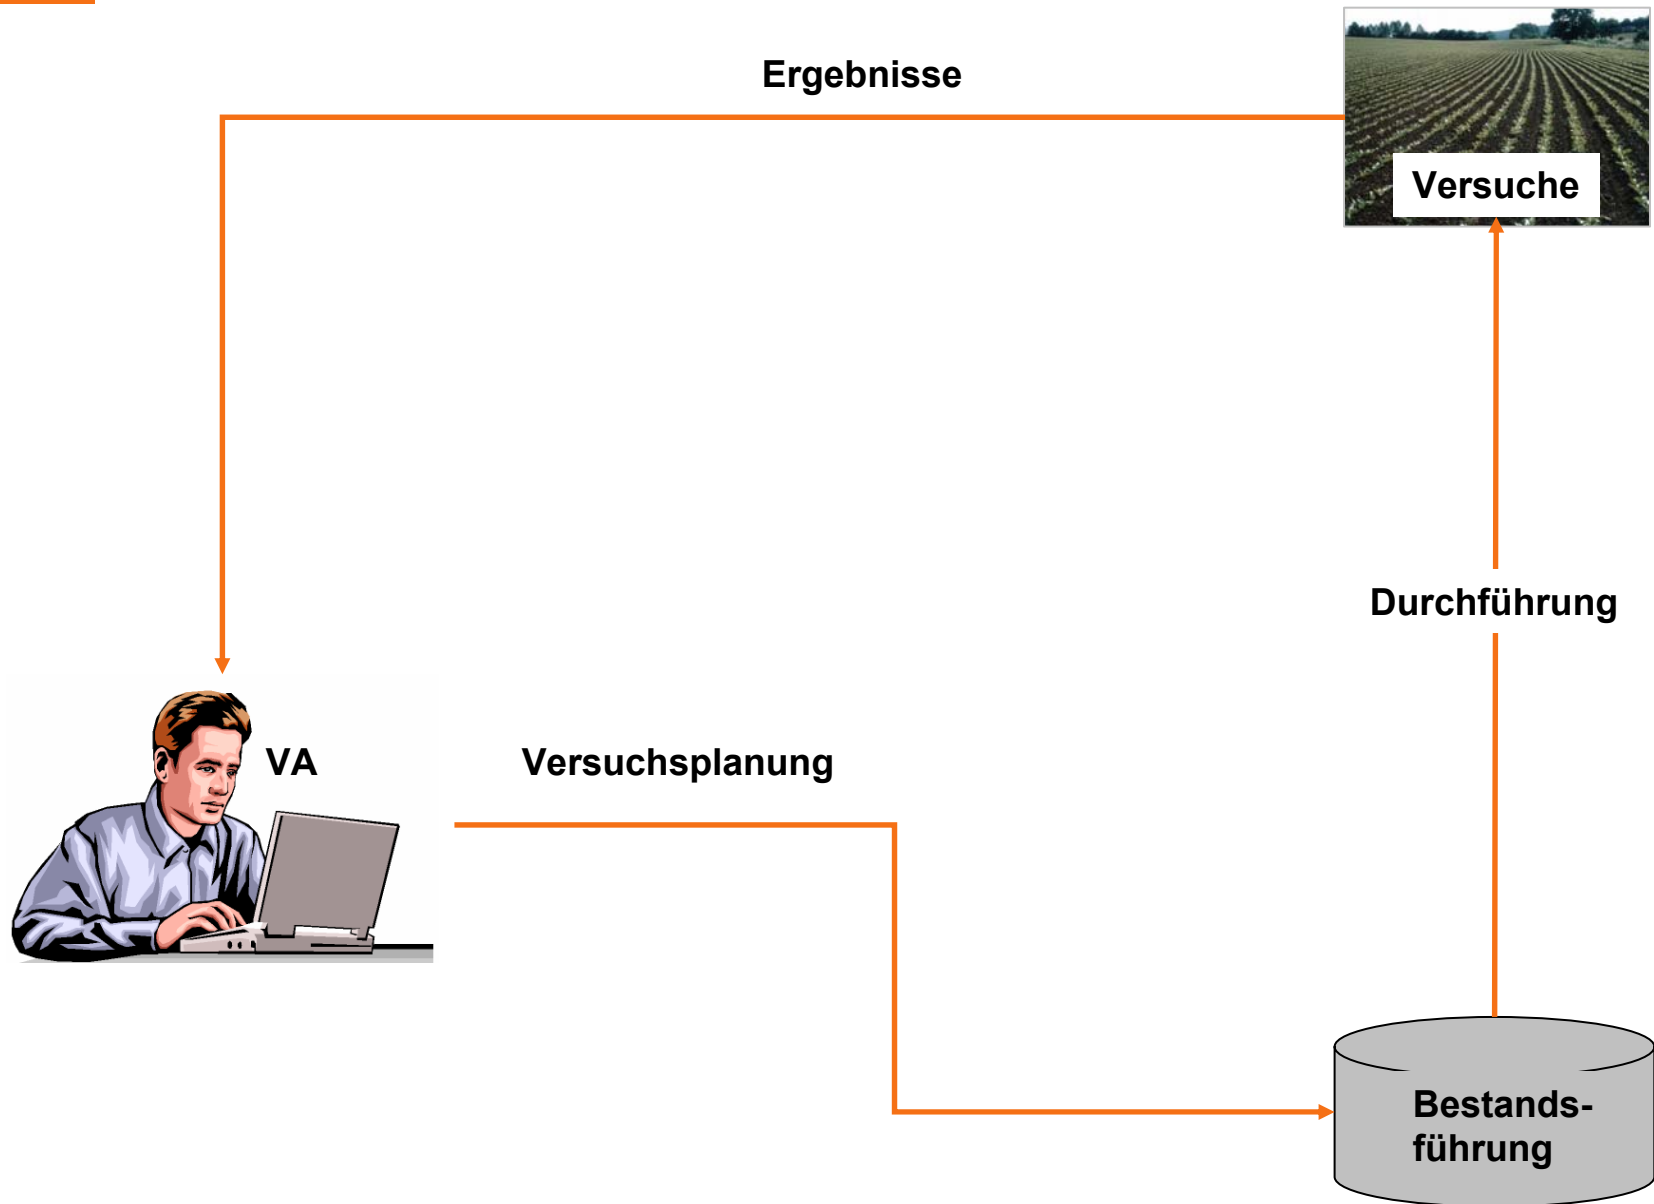 Ergebnisse
Versuche
Durchführung
VA
Versuchsplanung
Bestands-
führung